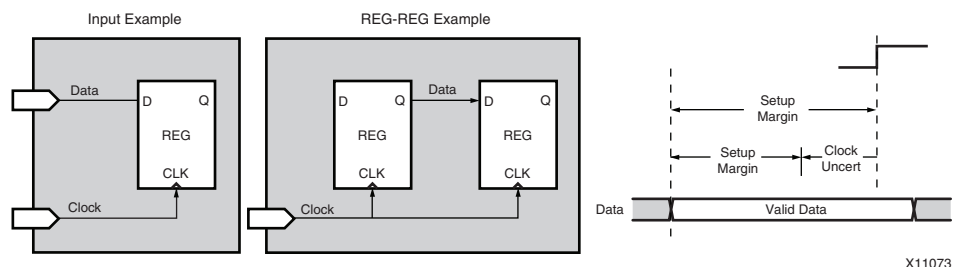 Input Example
REG-REG Example
Data
D
Q
REG
CLK
Clock
D
Q
REG
CLK
Data
D
Q
REG
CLK
Clock
Setup
Margin
Setup
Margin
Clock
Uncert
Data
Valid Data
X11073